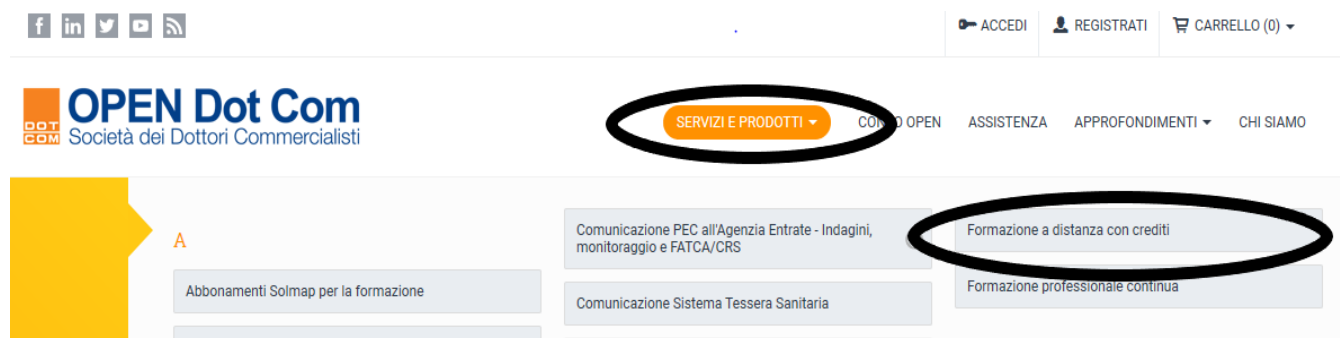 ACCEDI REGISTRATI CARRELLO (0)
DOT COM
OPEN Dot Com
Società dei Dottori Commercialisti
SERVIZI E PRODOTTI OPEN ASSISTENZA APPROFONDIMENTI CHI SIAMO
A
Abbonamenti Solmap per la formazione
Comunicazione PEC all'Agenzia Entrate - Indagini,
monitoraggio e FATCA/CRS
Comunicazione Sistema Tessera Sanitaria
Formazione a distanza con crediti
Formazione professionale continua